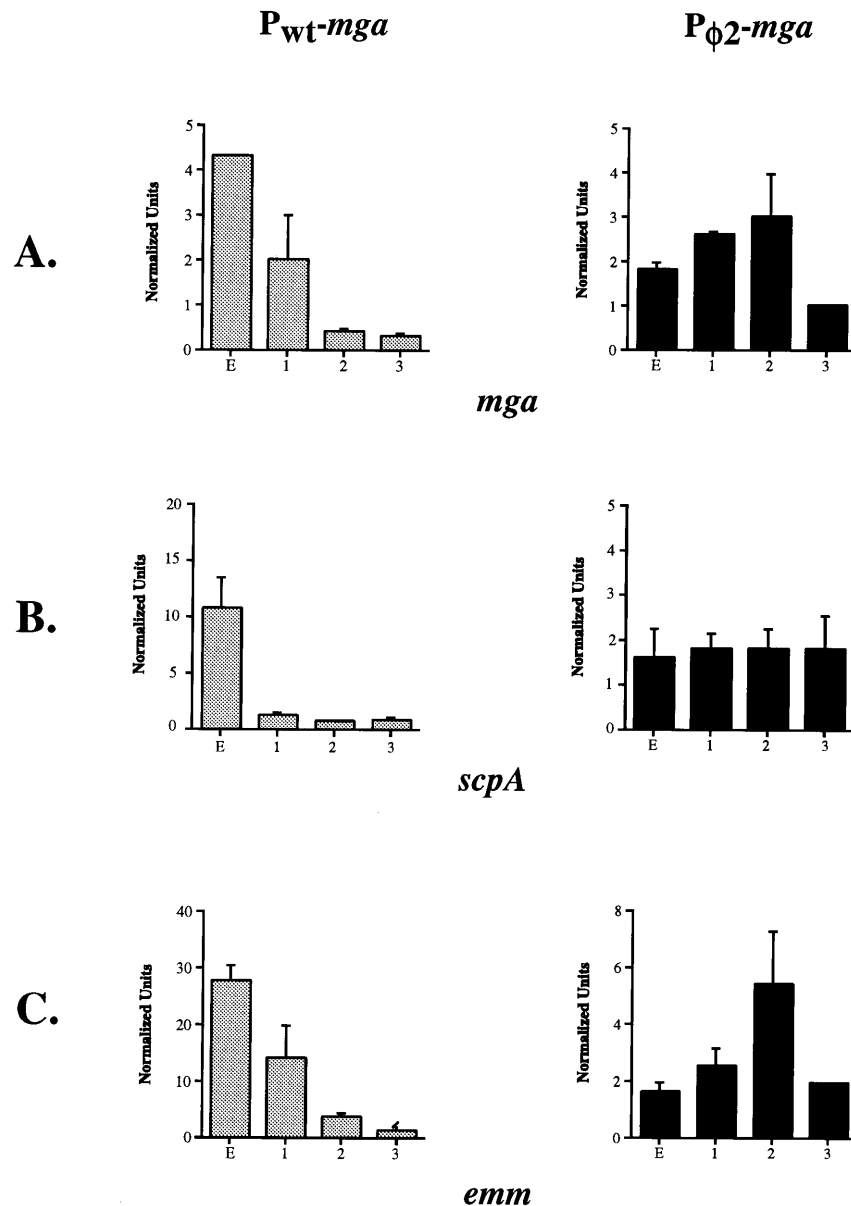 Pwt-mga
Pϕ2-mga
A.
Normalized Units
5
4
3
2
1
0
E 1 2 3
Normalized Units
5
4
3
2
1
0
E 1 2 3
mga
B.
Normalized Units
20
15
10
5
0
E 1 2 3
Normalized Units
5
4
3
2
1
0
E 1 2 3
scpA
C.
Normalized Units
40
30
20
10
0
E 1 2 3
Normalized Units
8
6
4
2
0
E 1 2 3
emm